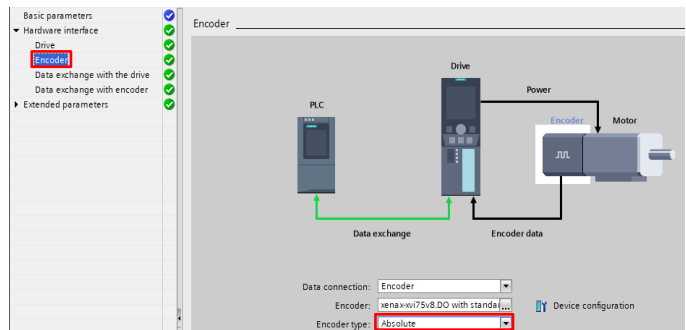 Basic parameters
Hardware interface
Drive
Encoder
Data exchange with the drive
Data exchange with encoder
Extended parameters
Encoder
Drive
Power
PLC
Encoder
Motor
Data exchange
Encoder data
Data connection: Encoder
Encoder: xenax-xvi75v8.DO with standar ...
Device configuration
Encoder type: Absolute